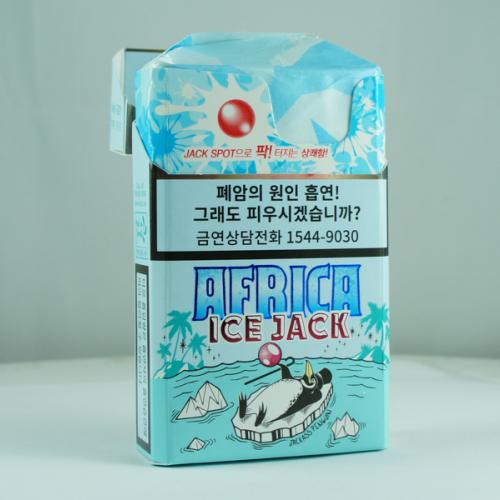 JACK SPOT으로 팍! 터지는 상쾌함!
폐암의 원인 흡연!
그래도 피우시겠습니까?
금연상담전화 1544-9030
AFRICA
ICE JACK
JACKASS PENGUIN